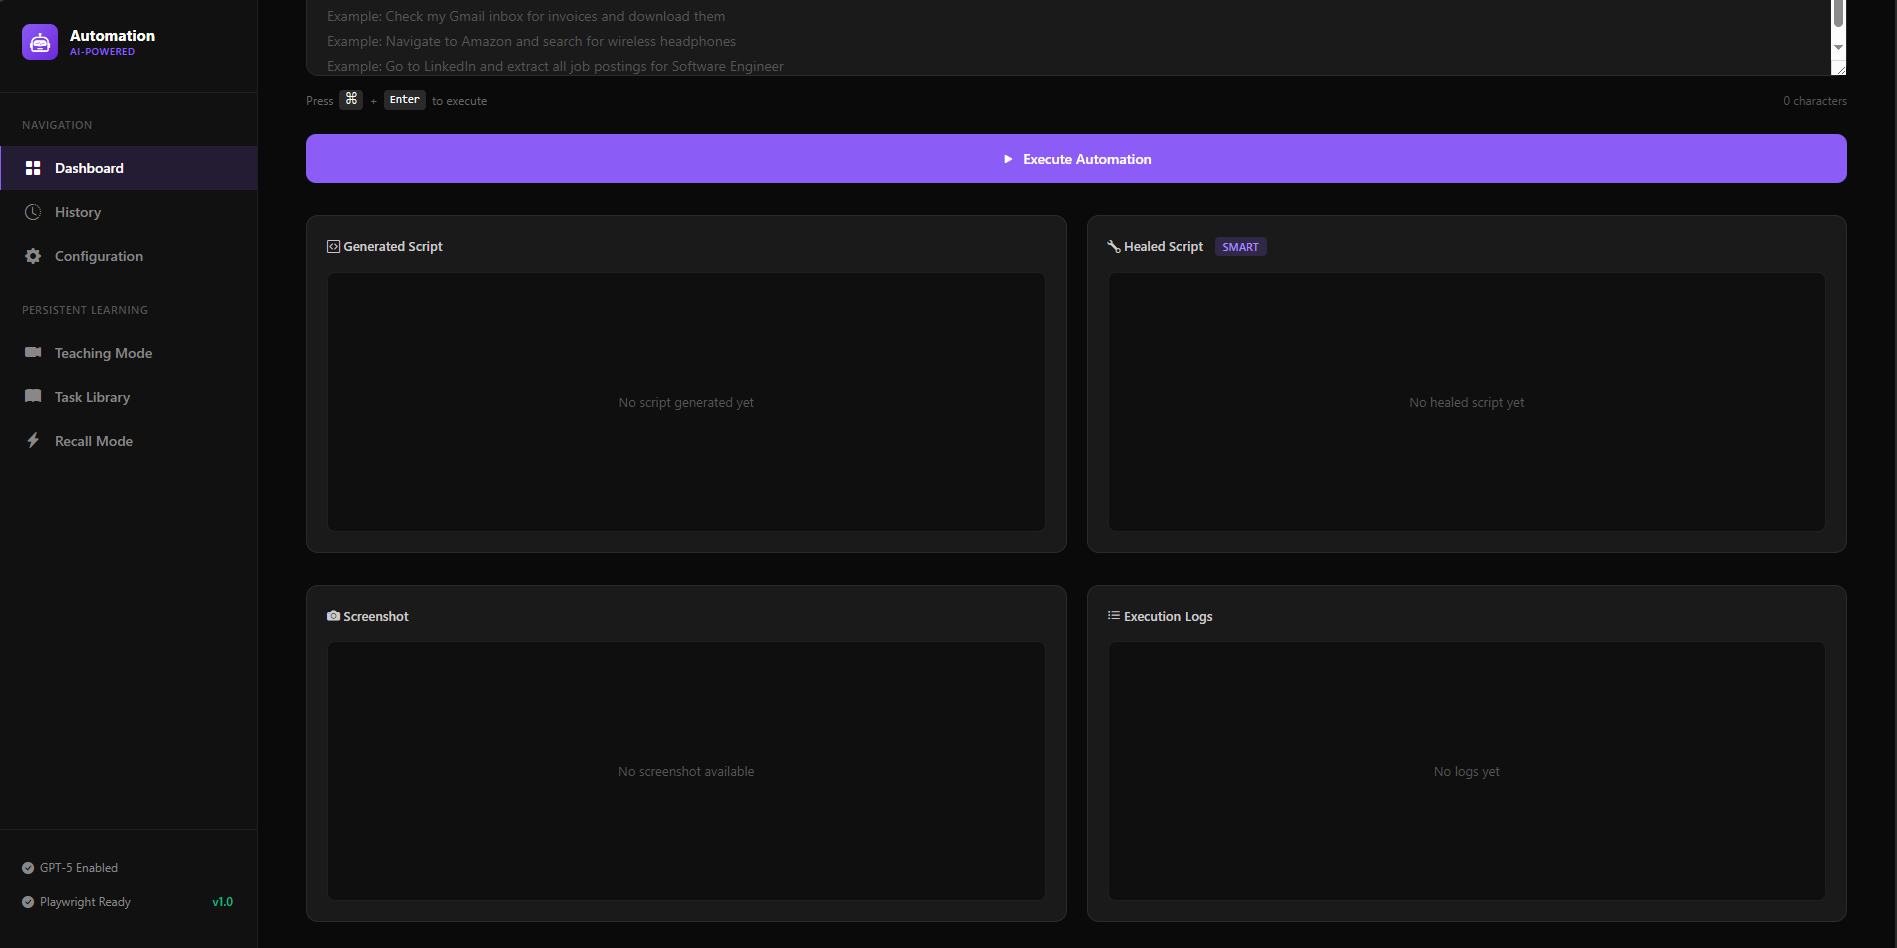 Automation
AI-POWERED
NAVIGATION
Dashboard
History
Configuration
PERSISTENT LEARNING
Teaching Mode
Task Library
Recall Mode
GPT-5 Enabled
Playwright Ready v1.0
Example: Check my Gmail inbox for invoices and download them
Example: Navigate to Amazon and search for wireless headphones
Example: Go to LinkedIn and extract all job postings for Software Engineer
Press ⌘ + Enter to execute 0 characters
Execute Automation
Generated Script
No script generated yet
Healed Script SMART
No healed script yet
Screenshot
No screenshot available
Execution Logs
No logs yet